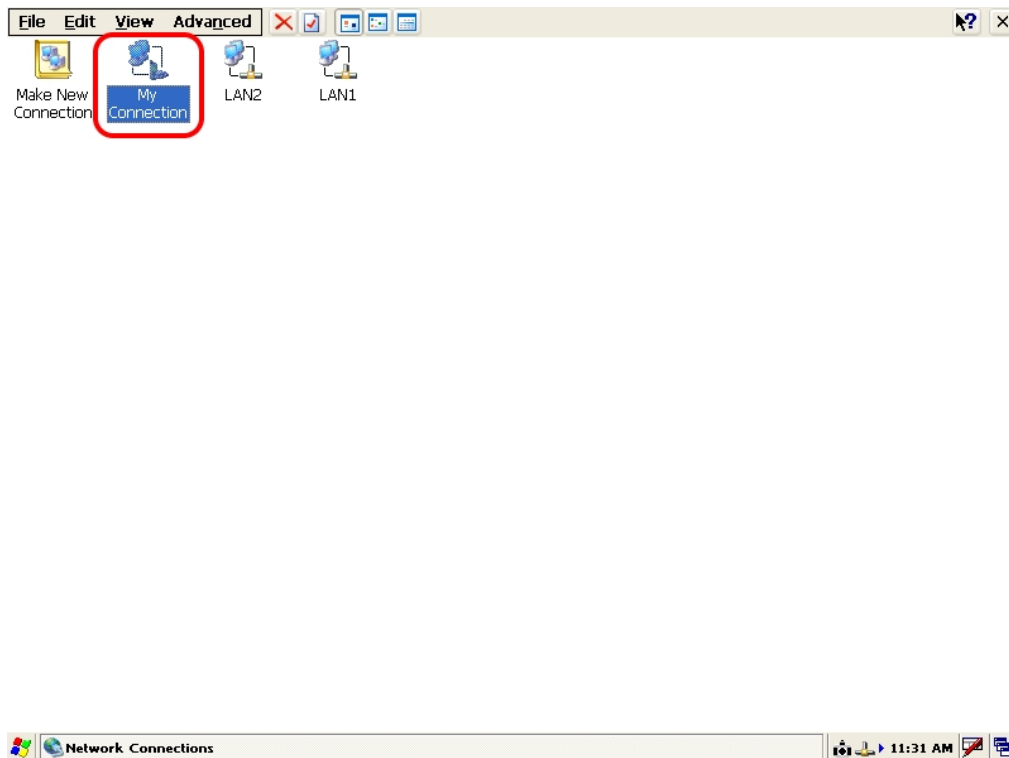 File Edit View Advanced ?
Make New
Connection
My
Connection
LAN2
LAN1
Network Connections
11:31 AM